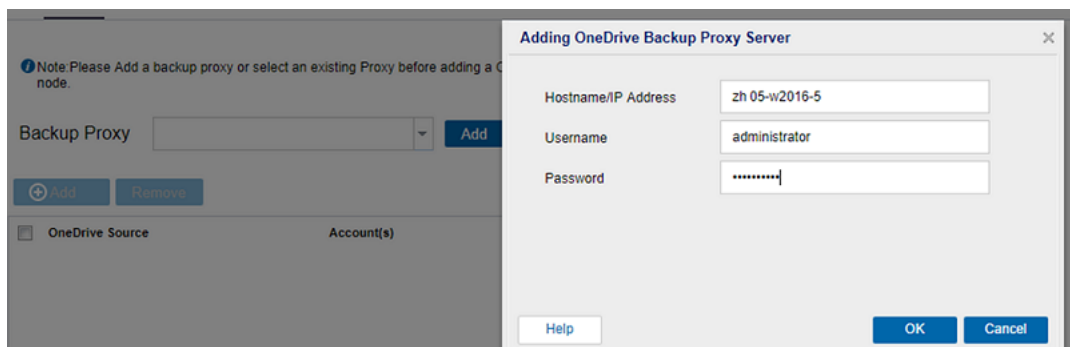 Note:Please Add a backup proxy or select an existing Proxy before adding a
node.
Backup Proxy
Add
Add
Remove
OneDrive Source
Account(s)
Adding OneDrive Backup Proxy Server
Hostname/IP Address
zh 05-w2016-5
Username
administrator
Password
••••••••••
Help
OK
Cancel